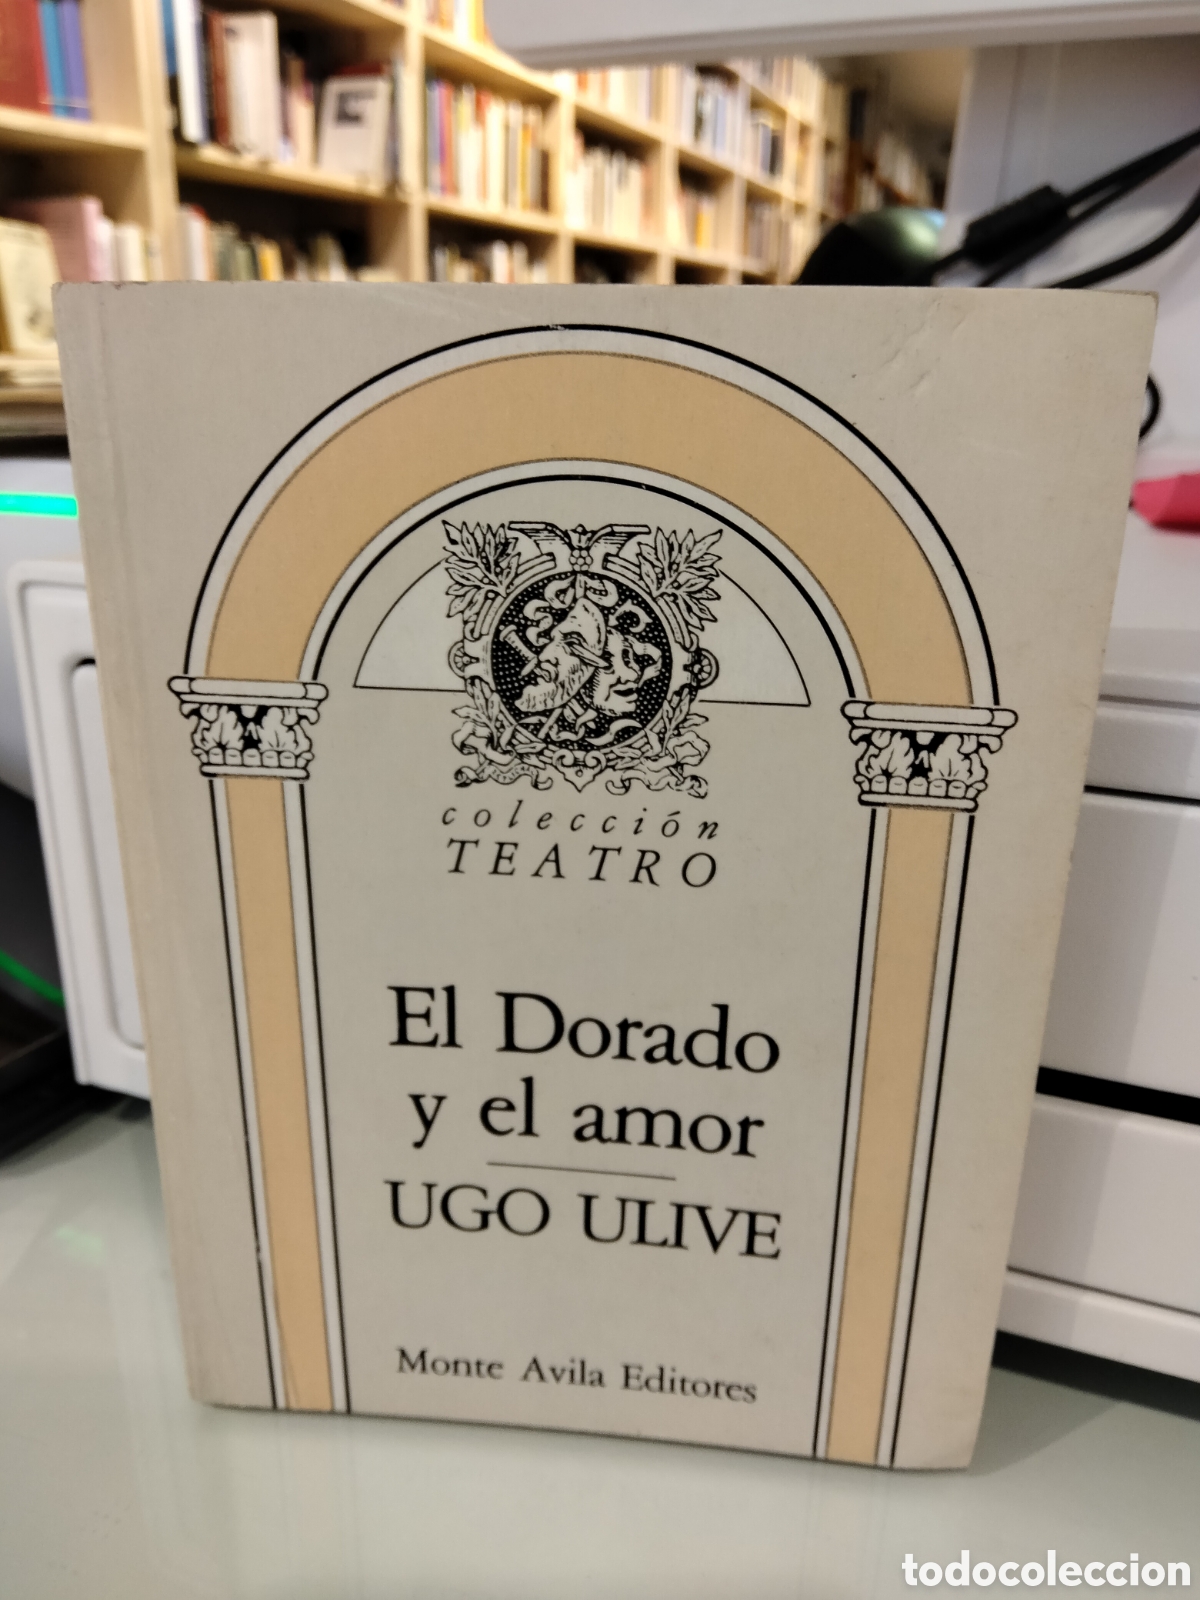 colección
TEATRO
El Dorado
y el amor
UGO ULIVE
Monte Avila Editores
todocoleccion